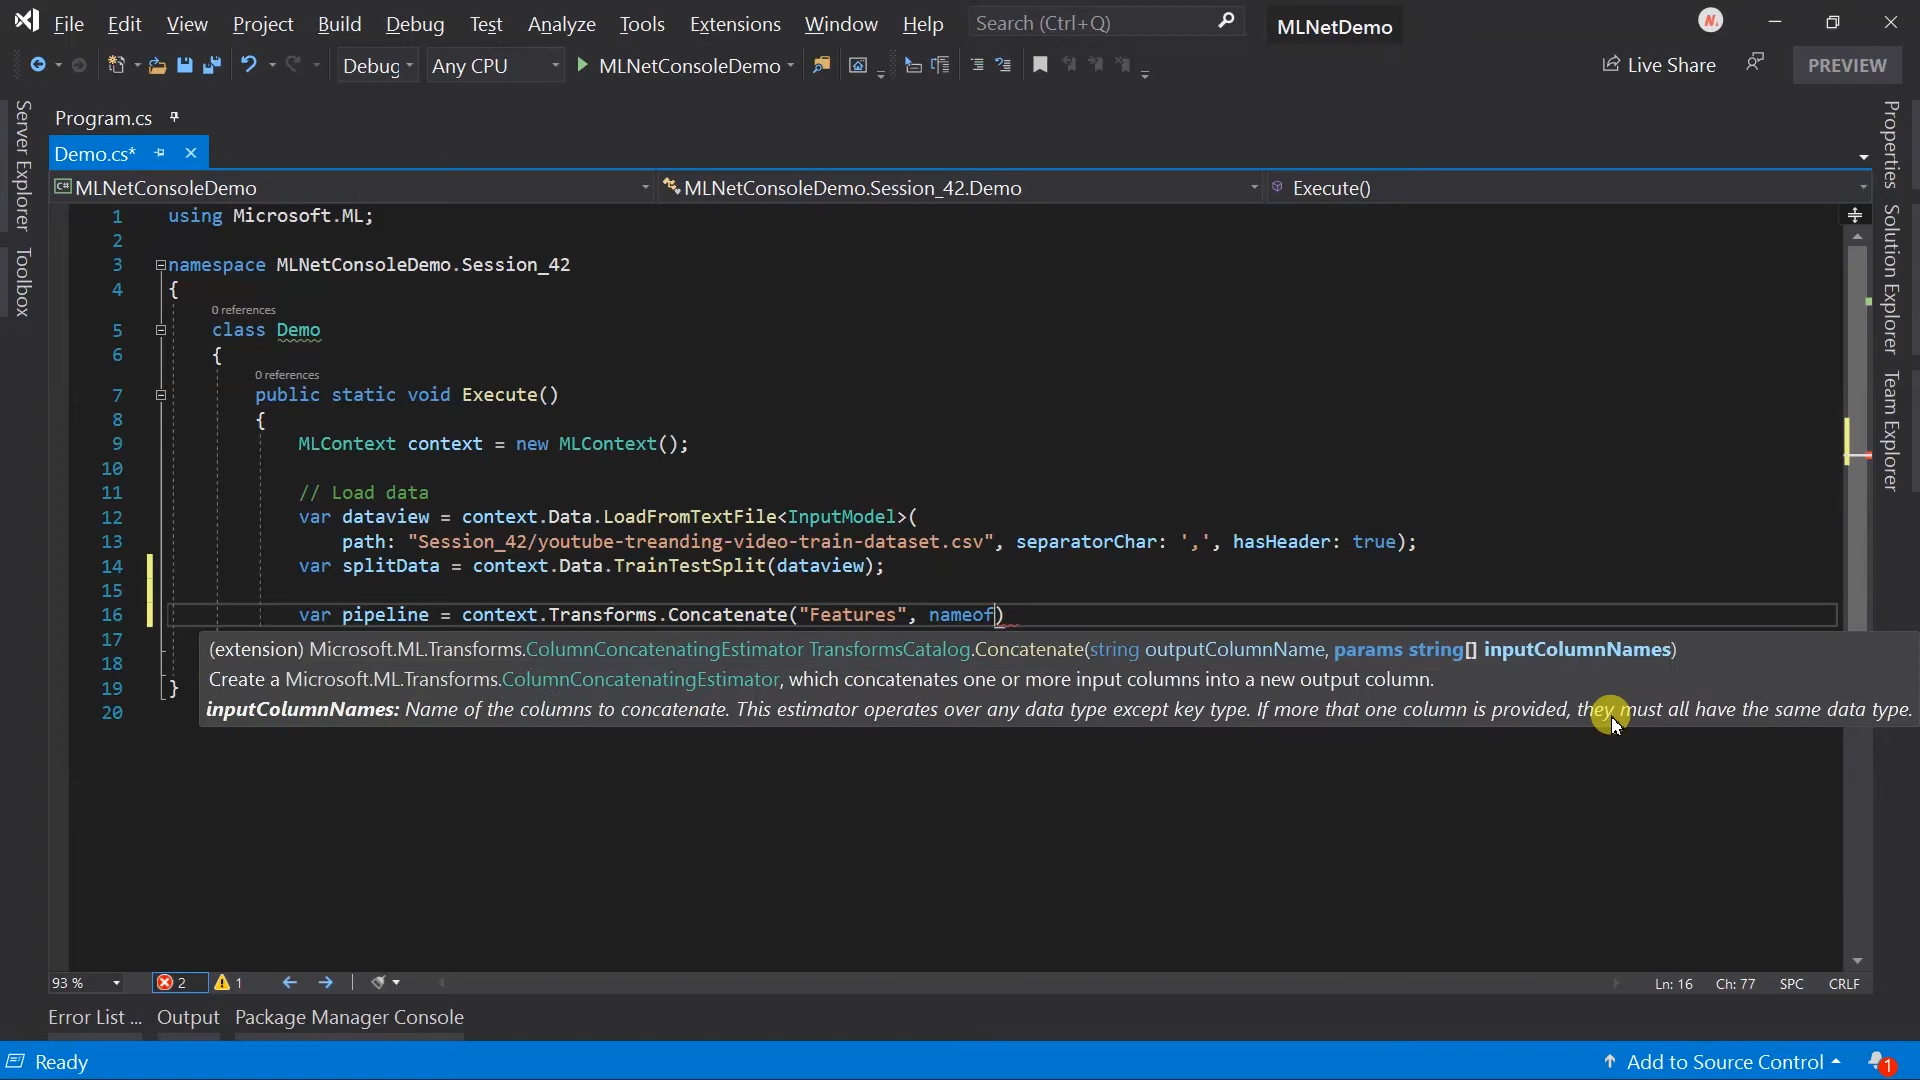 File Edit View Project Build Debug Test Analyze Tools Extensions Window Help Search (Ctrl+Q) MLNetDemo
Debug Any CPU MLNetConsoleDemo Live Share PREVIEW
Server Explorer
Toolbox
Program.cs
Demo.cs*
MLNetConsoleDemo MLNetConsoleDemo.Session_42.Demo Execute()
1 using Microsoft.ML;
2
3 namespace MLNetConsoleDemo.Session_42
4 {
0 references
5 class Demo
6 {
0 references
7 public static void Execute()
8 {
9 MLContext context = new MLContext();
10
11 // Load data
12 var dataview = context.Data.LoadFromTextFile<InputModel>(
13 path: "Session_42/youtube-treanding-video-train-dataset.csv", separatorChar: ',', hasHeader: true);
14 var splitData = context.Data.TrainTestSplit(dataview);
15
16 var pipeline = context.Transforms.Concatenate("Features", nameof)
17
(extension) Microsoft.ML.Transforms.ColumnConcatenatingEstimator TransformsCatalog.Concatenate(string outputColumnName, params string[] inputColumnNames)
18
Create a Microsoft.ML.Transforms.ColumnConcatenatingEstimator, which concatenates one or more input columns into a new output column.
19 }
inputColumnNames: Name of the columns to concatenate. This estimator operates over any data type except key type. If more that one column is provided, they must all have the same data type.
20
Properties
Solution Explorer
Team Explorer
93 % 2 1 Ln: 16 Ch: 77 SPC CRLF
Error List ... Output Package Manager Console
Ready Add to Source Control 1